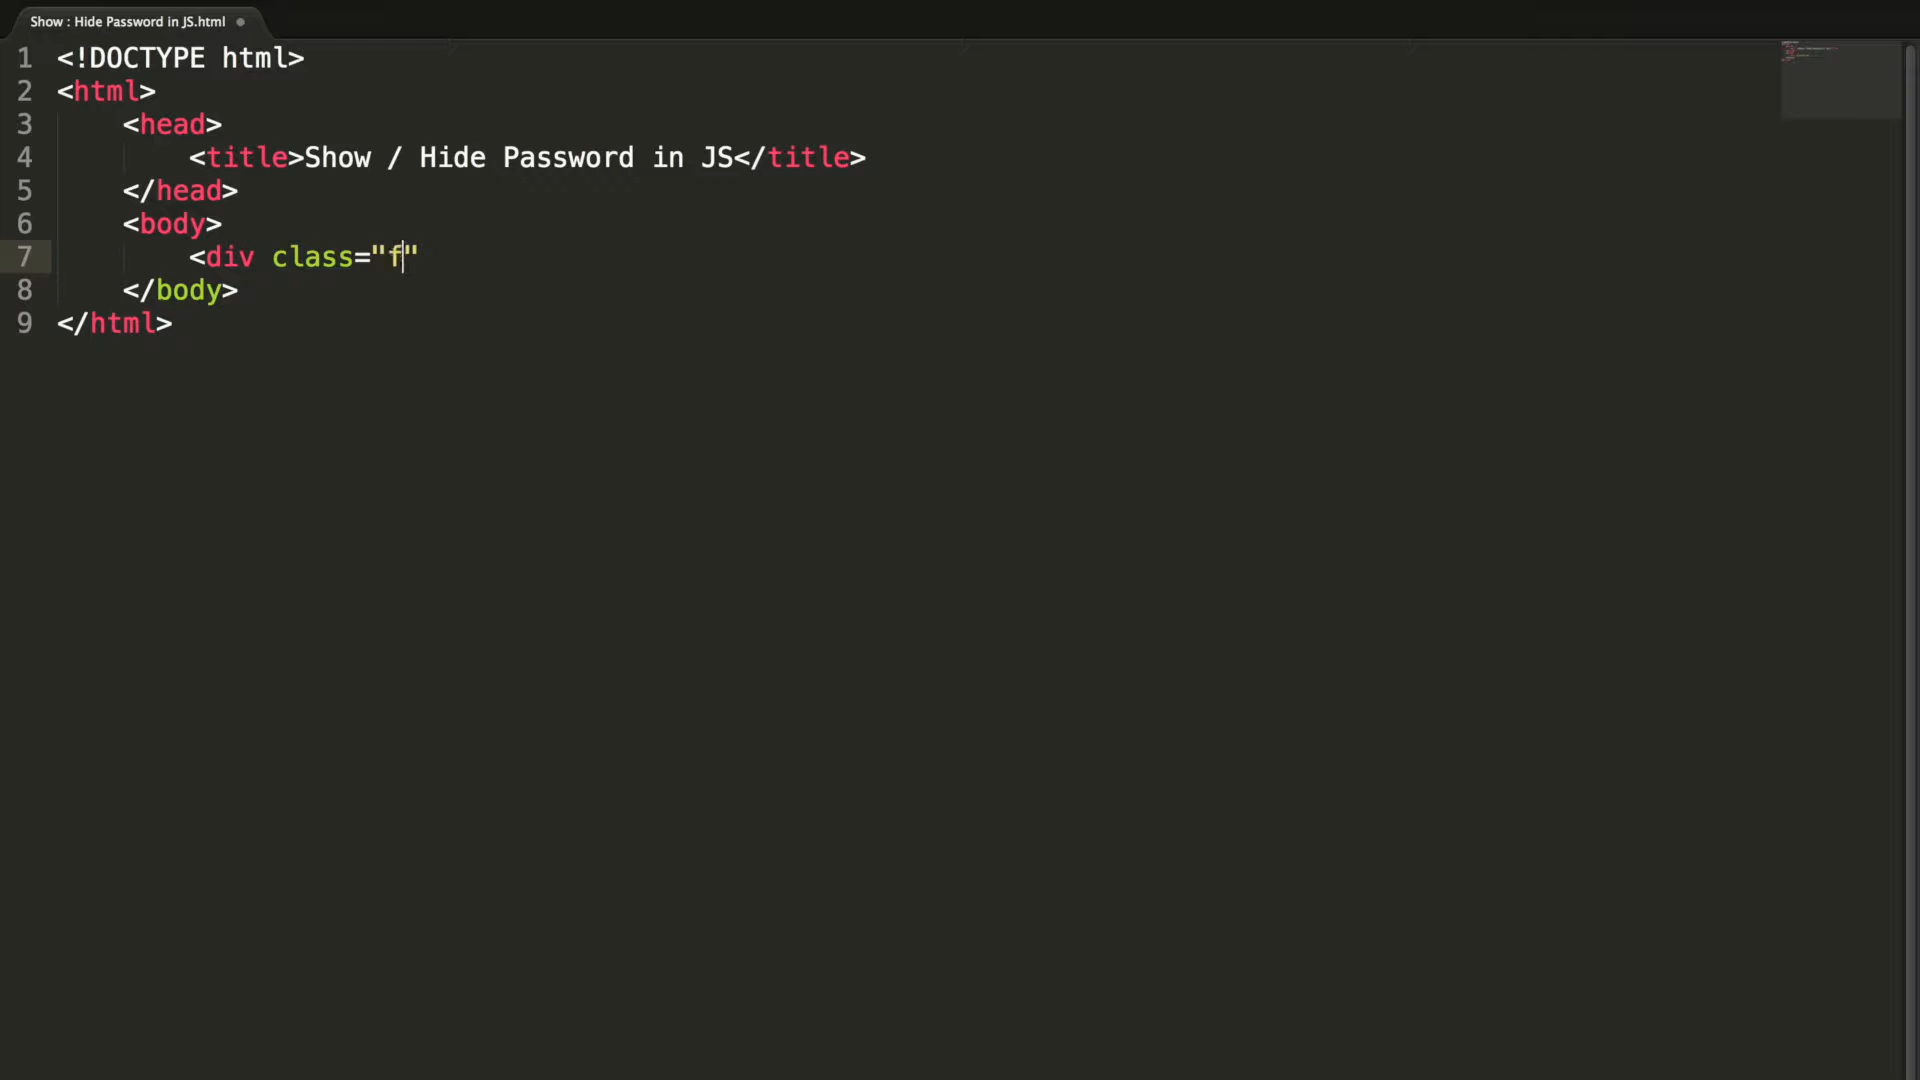 Show : Hide Password in JS.html
1 <!DOCTYPE html>
2 <html>
3 <head>
4 <title>Show / Hide Password in JS</title>
5 </head>
6 <body>
7 <div class="f"
8 </body>
9 </html>